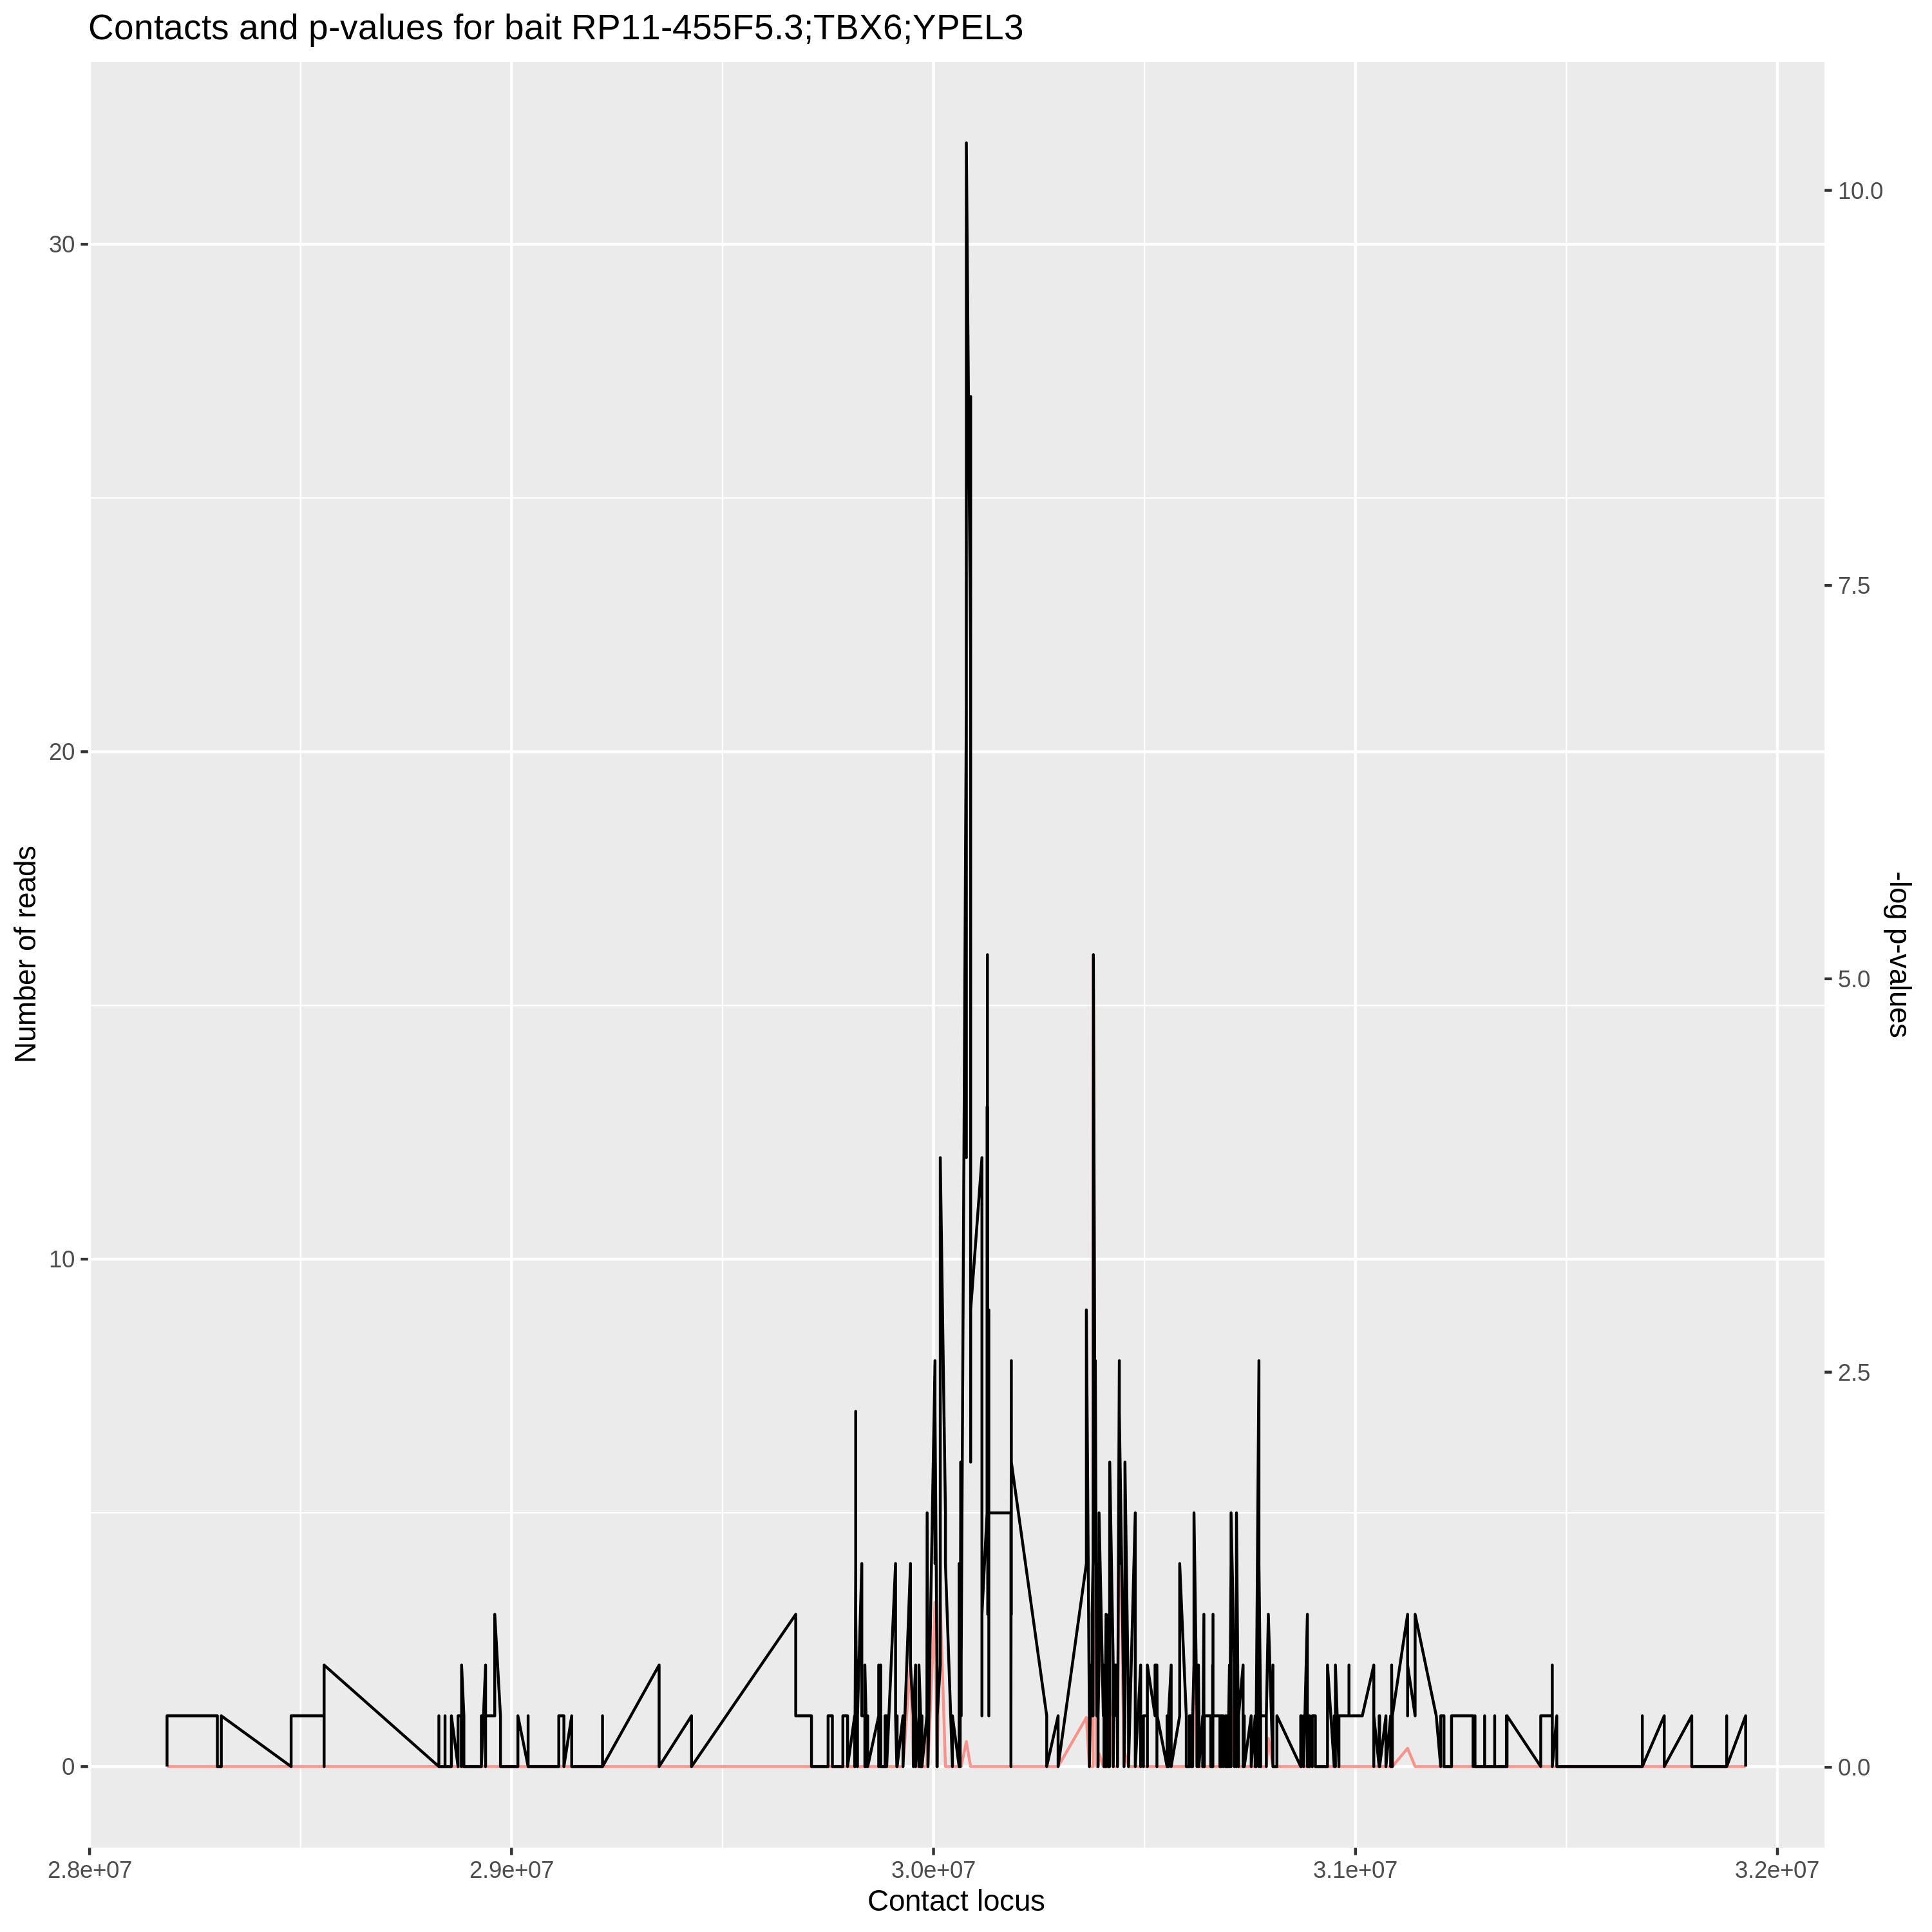 Contacts and p-values for bait RP11-455F5.3;TBX6;YPEL3
30
20
10
0
Number of reads
10.0
7.5
5.0
2.5
0.0
-log p-values
2.8e+07
2.9e+07
3.0e+07
3.1e+07
3.2e+07
Contact locus